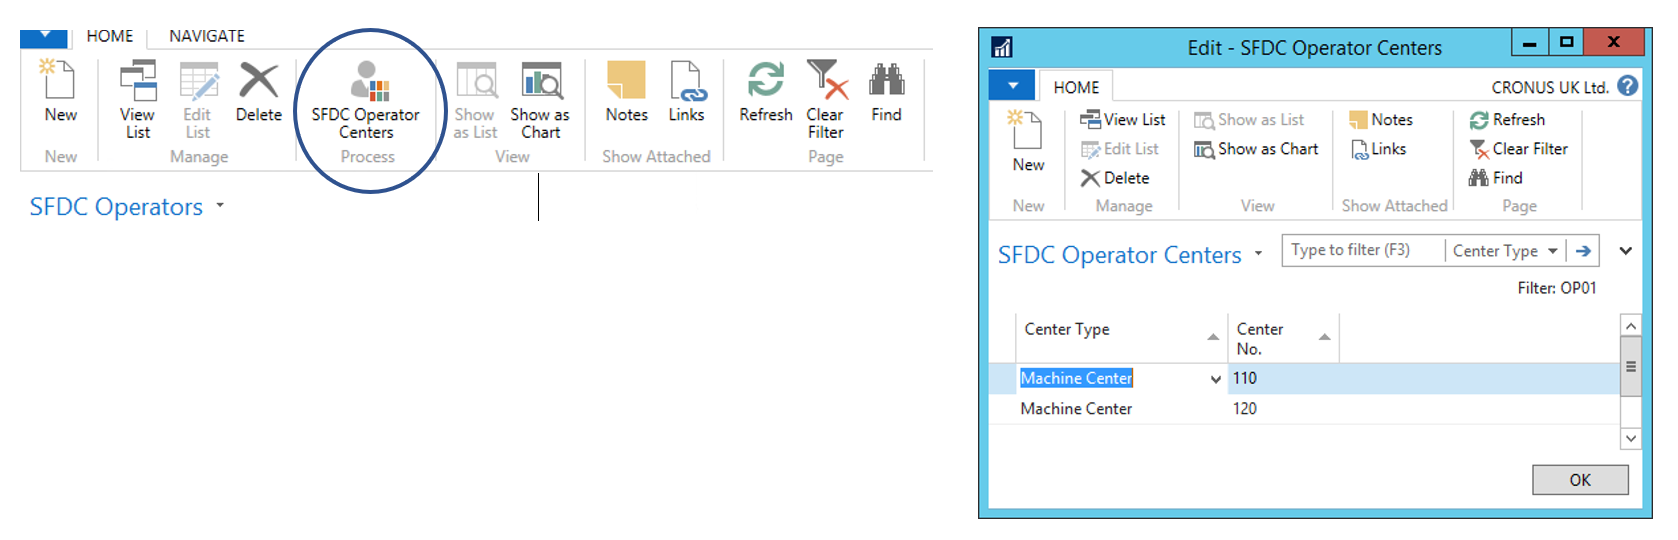 HOME NAVIGATE
New
View List
Edit List
Delete
SFDC Operator Centers
Show as List
Show as Chart
Notes
Links
Refresh
Clear Filter
Find
New Manage Process View Show Attached Page
SFDC Operators
Edit - SFDC Operator Centers
HOME CRONUS UK Ltd. ?
New
View List
Edit List
Delete
Show as List
Show as Chart
Notes
Links
Refresh
Clear Filter
Find
New Manage View Show Attached Page
SFDC Operator Centers Type to filter (F3) Center Type
Filter: OP01
Center Type Center No.
Machine Center 110
Machine Center 120
OK